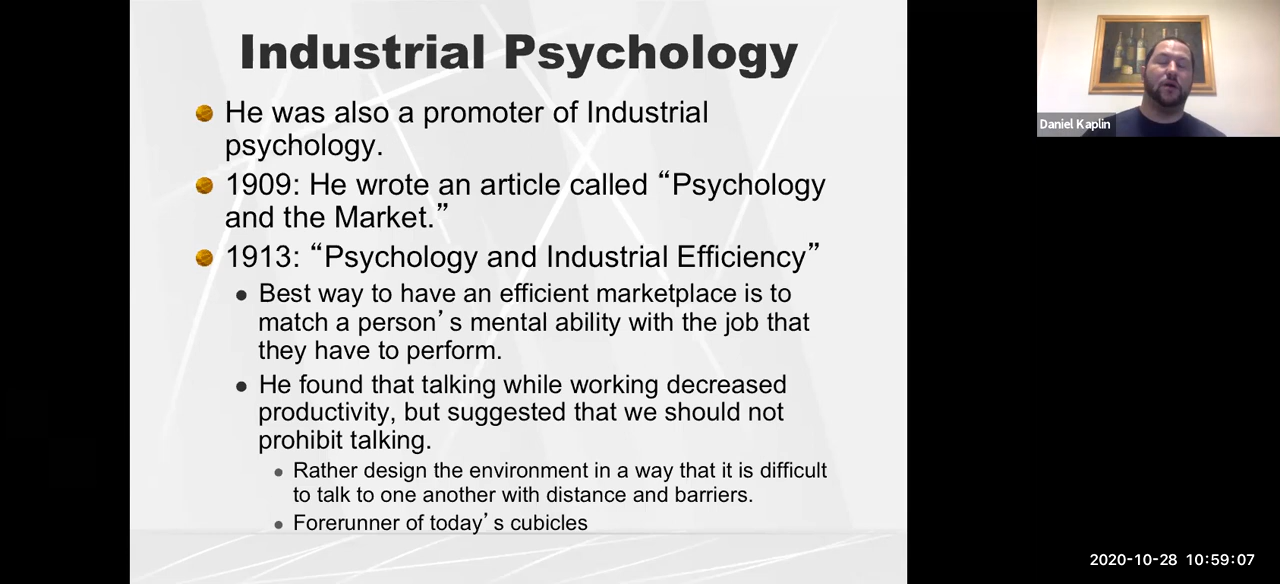 Industrial Psychology
He was also a promoter of Industrial
psychology.
1909: He wrote an article called “Psychology
and the Market.”
1913: “Psychology and Industrial Efficiency”
Best way to have an efficient marketplace is to
match a person’s mental ability with the job that
they have to perform.
He found that talking while working decreased
productivity, but suggested that we should not
prohibit talking.
Rather design the environment in a way that it is difficult
to talk to one another with distance and barriers.
Forerunner of today’s cubicles
Daniel Kaplin
2020-10-28 10:59:07